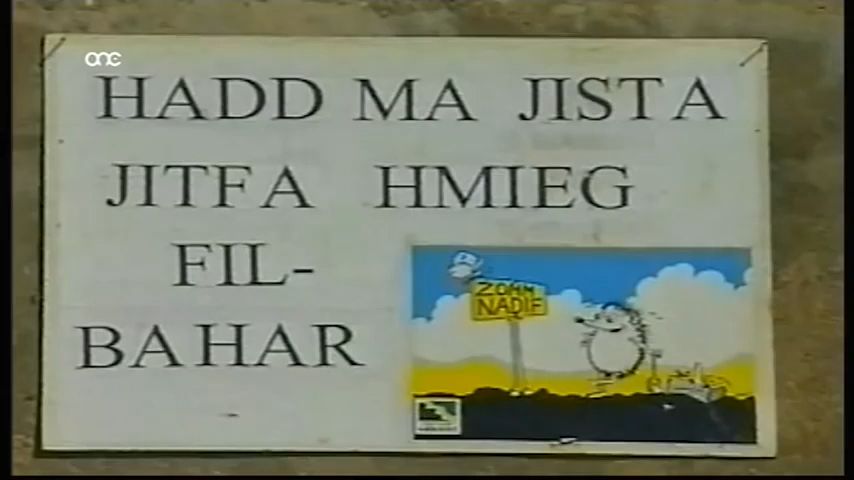 one
HADD MA JISTA
JITFA HMIEG
FIL-
BAHAR
ZOMM
NADIF